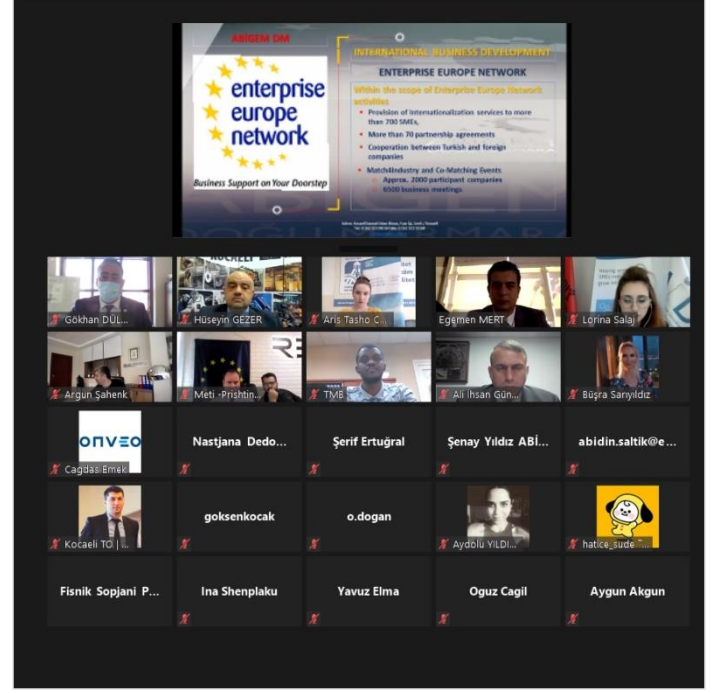 ABİGEM DM
enterprise
europe
network
Business Support on Your Doorstep
INTERNATIONAL BUSINESS DEVELOPMENT
ENTERPRISE EUROPE NETWORK
Within the scope of Enterprise Europe Network
activities
• Provision of internationalization services to more
than 700 SMEs,
• More than 70 partnership agreements
• Cooperation between Turkish and foreign
companies
• Match4Industry and Co-Matching Events
Approx. 2000 participant companies
6500 business meetings
KOCAELİ
Gökhan DÜL...
Hüseyin GEZER
Aris Tasho C...
Egemen MERT
Lorina Salaj
Argun Şahenk
Meti -Prishtin...
TMB
Ali İhsan Gün...
Büşra Sarıyıldız
onveo
Cagdas Emek
Nastjana Dedo...
Şerif Ertuğral
Şenay Yıldız ABİ...
abidin.saltik@e...
Kocaeli TO | ...
goksenkocak
o.dogan
Aydolu YILDI...
hatice_sude
Fisnik Sopjani P...
Ina Shenplaku
Yavuz Elma
Oguz Cagil
Aygun Akgun